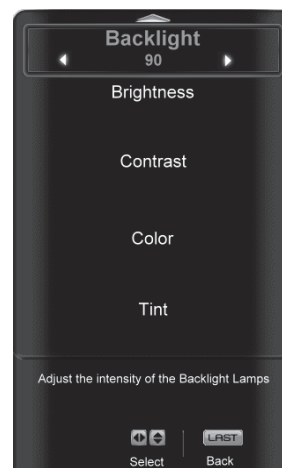 Backlight
90
Brightness
Contrast
Color
Tint
Adjust the intensity of the Backlight Lamps
LAST
Select
Back